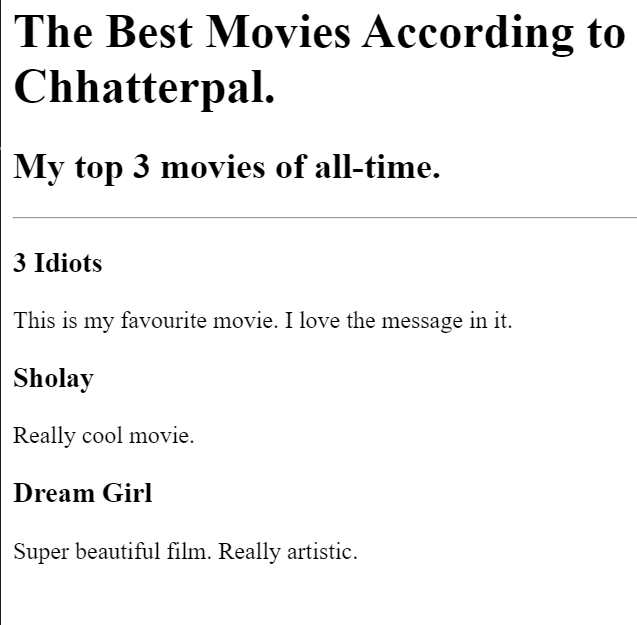 The Best Movies According to
Chhatterpal.
My top 3 movies of all-time.
3 Idiots
This is my favourite movie. I love the message in it.
Sholay
Really cool movie.
Dream Girl
Super beautiful film. Really artistic.